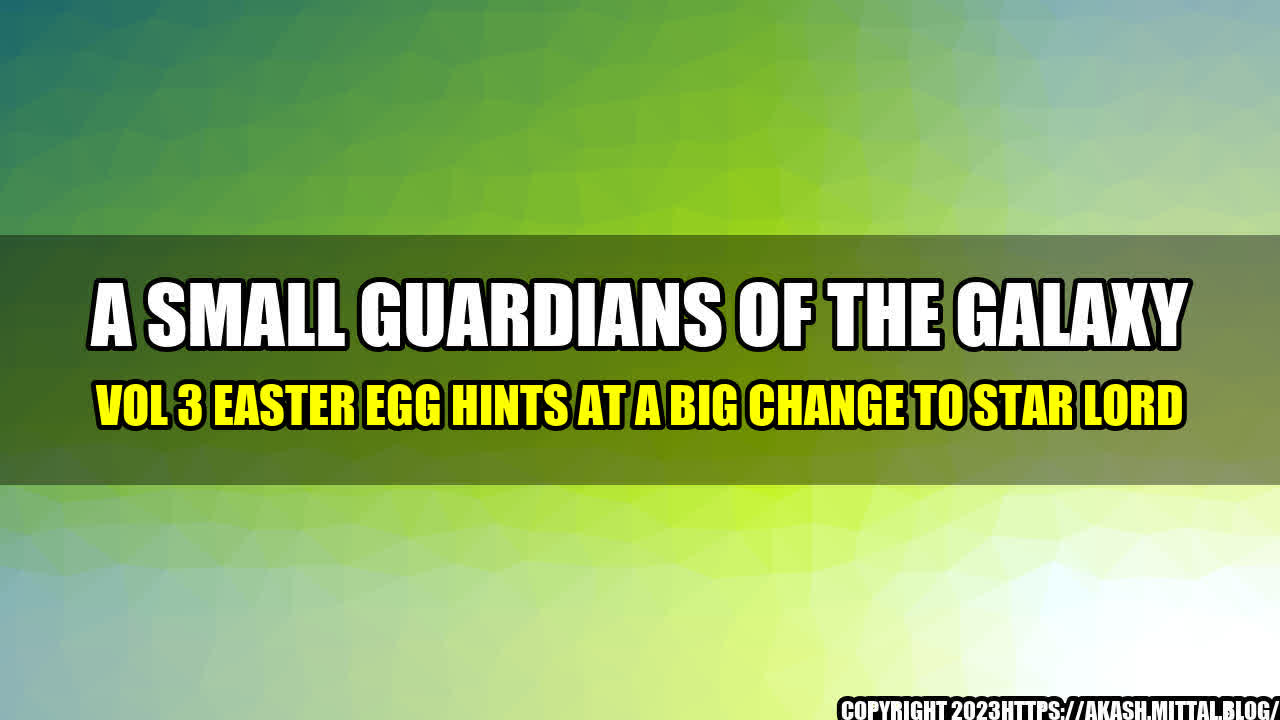 A SMALL GUARDIANS OF THE GALAXY
VOL 3 EASTER EGG HINTS AT A BIG CHANGE TO STAR LORD
COPYRIGHT 2023HTTPS://AKASH.MITTAL.BLOG/